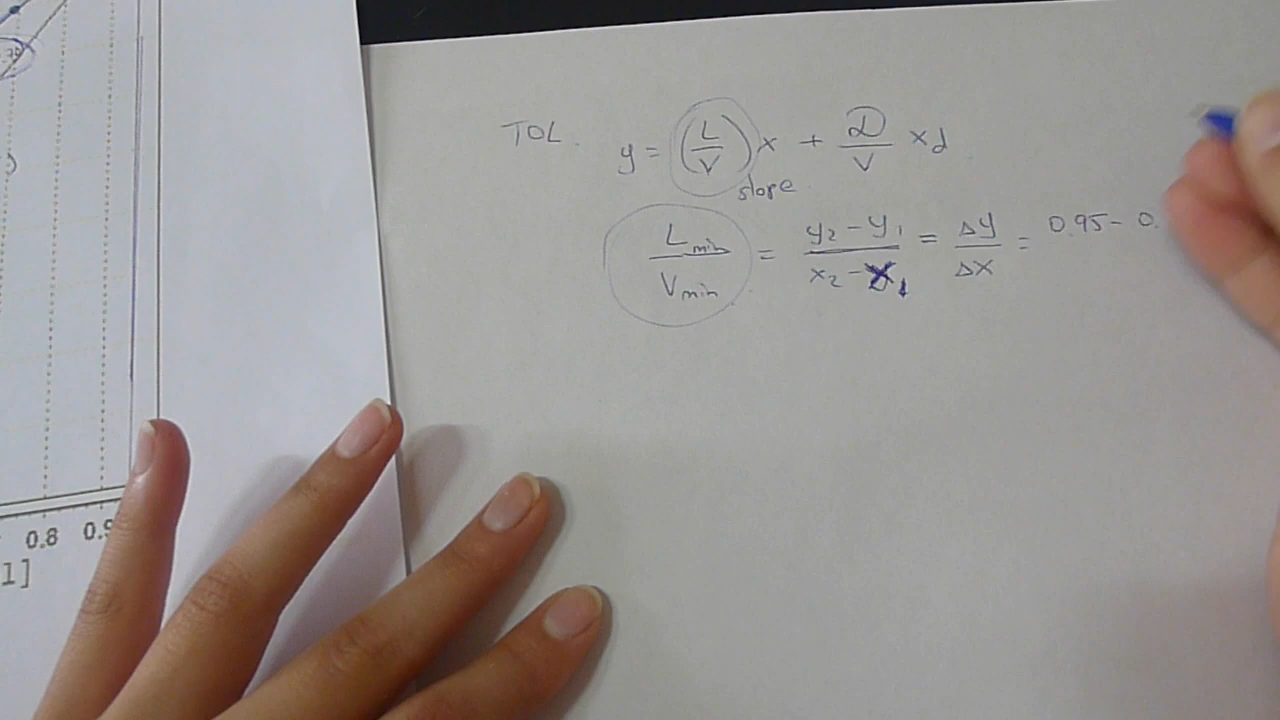 TOL. y = (L/V) x + D/V xd
slope
Lmin/Vmin = y2 - y1/x2 - x1 = Δy/Δx = 0.95 - 0.
0.8 0.9
1]